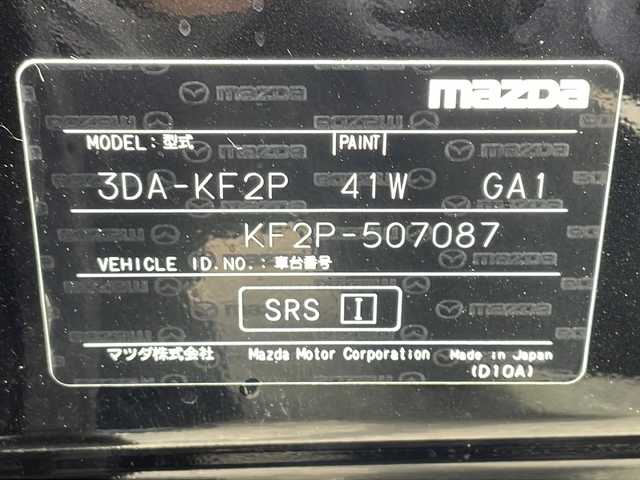 mazda
MODEL: 型式 PAINT
3DA-KF2P 41W GA1
KF2P-507087
VEHICLE ID.NO.: 車台番号
SRS I
マツダ株式会社 Mazda Motor Corporation Made in Japan
(D10A)